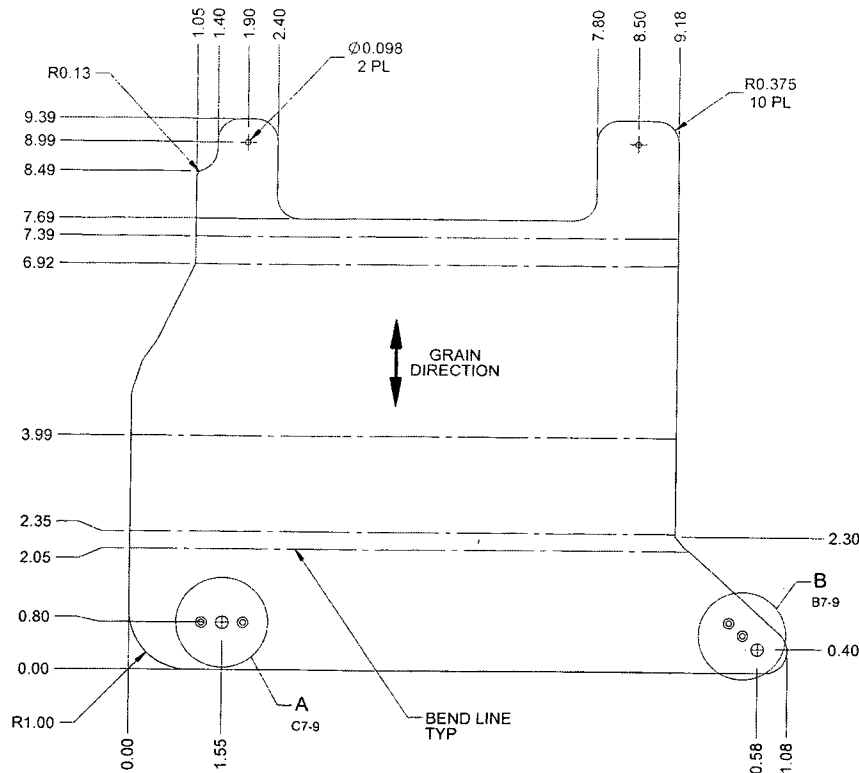 1.05
1.40
1.90
2.40
7.80
8.50
9.18
Ø0.098
2 PL
R0.13
R0.375
10 PL
9.39
8.99
8.49
7.69
7.39
6.92
GRAIN
DIRECTION
3.99
2.35
2.30
2.05
B
B7-9
0.80
0.40
0.00
A
C7-9
R1.00
BEND LINE
TYP
0.00
1.55
0.58
1.08